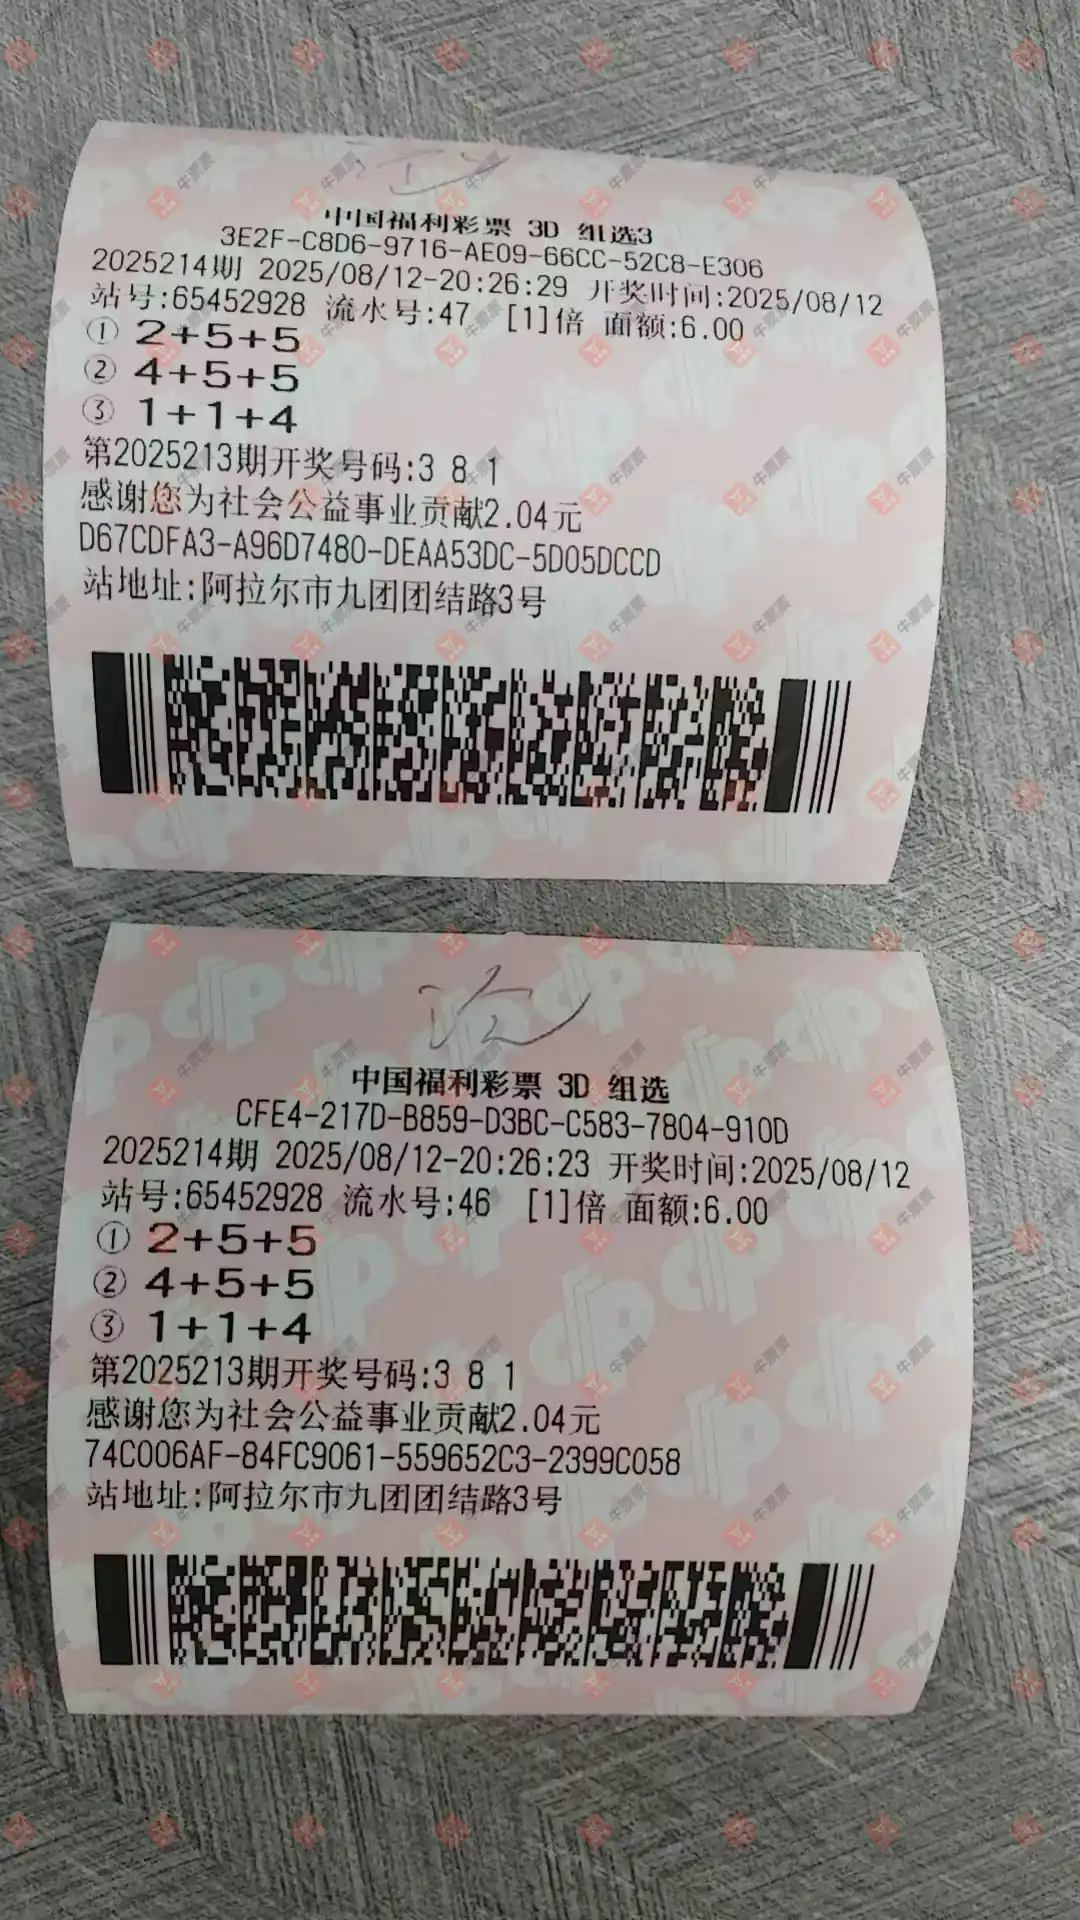 中国福利彩票 3D 组选3
3E2F-C8D6-9716-AE09-66CC-52C8-E306
2025214期 2025/08/12-20:26:29 开奖时间:2025/08/12
站号:65452928 流水号:47 [1]倍 面额:6.00
① 2+5+5
② 4+5+5
③ 1+1+4
第2025213期开奖号码:3 8 1
感谢您为社会公益事业贡献2.04元
D67CDFA3-A96D7480-DEAA53DC-5D05DCCD
站地址:阿拉尔市九团团结路3号
中国福利彩票 3D 组选
CFE4-217D-B859-D3BC-C583-7804-910D
2025214期 2025/08/12-20:26:23 开奖时间:2025/08/12
站号:65452928 流水号:46 [1]倍 面额:6.00
① 2+5+5
② 4+5+5
③ 1+1+4
第2025213期开奖号码:3 8 1
感谢您为社会公益事业贡献2.04元
74C006AF-84FC9061-559652C3-2399C058
站地址:阿拉尔市九团团结路3号